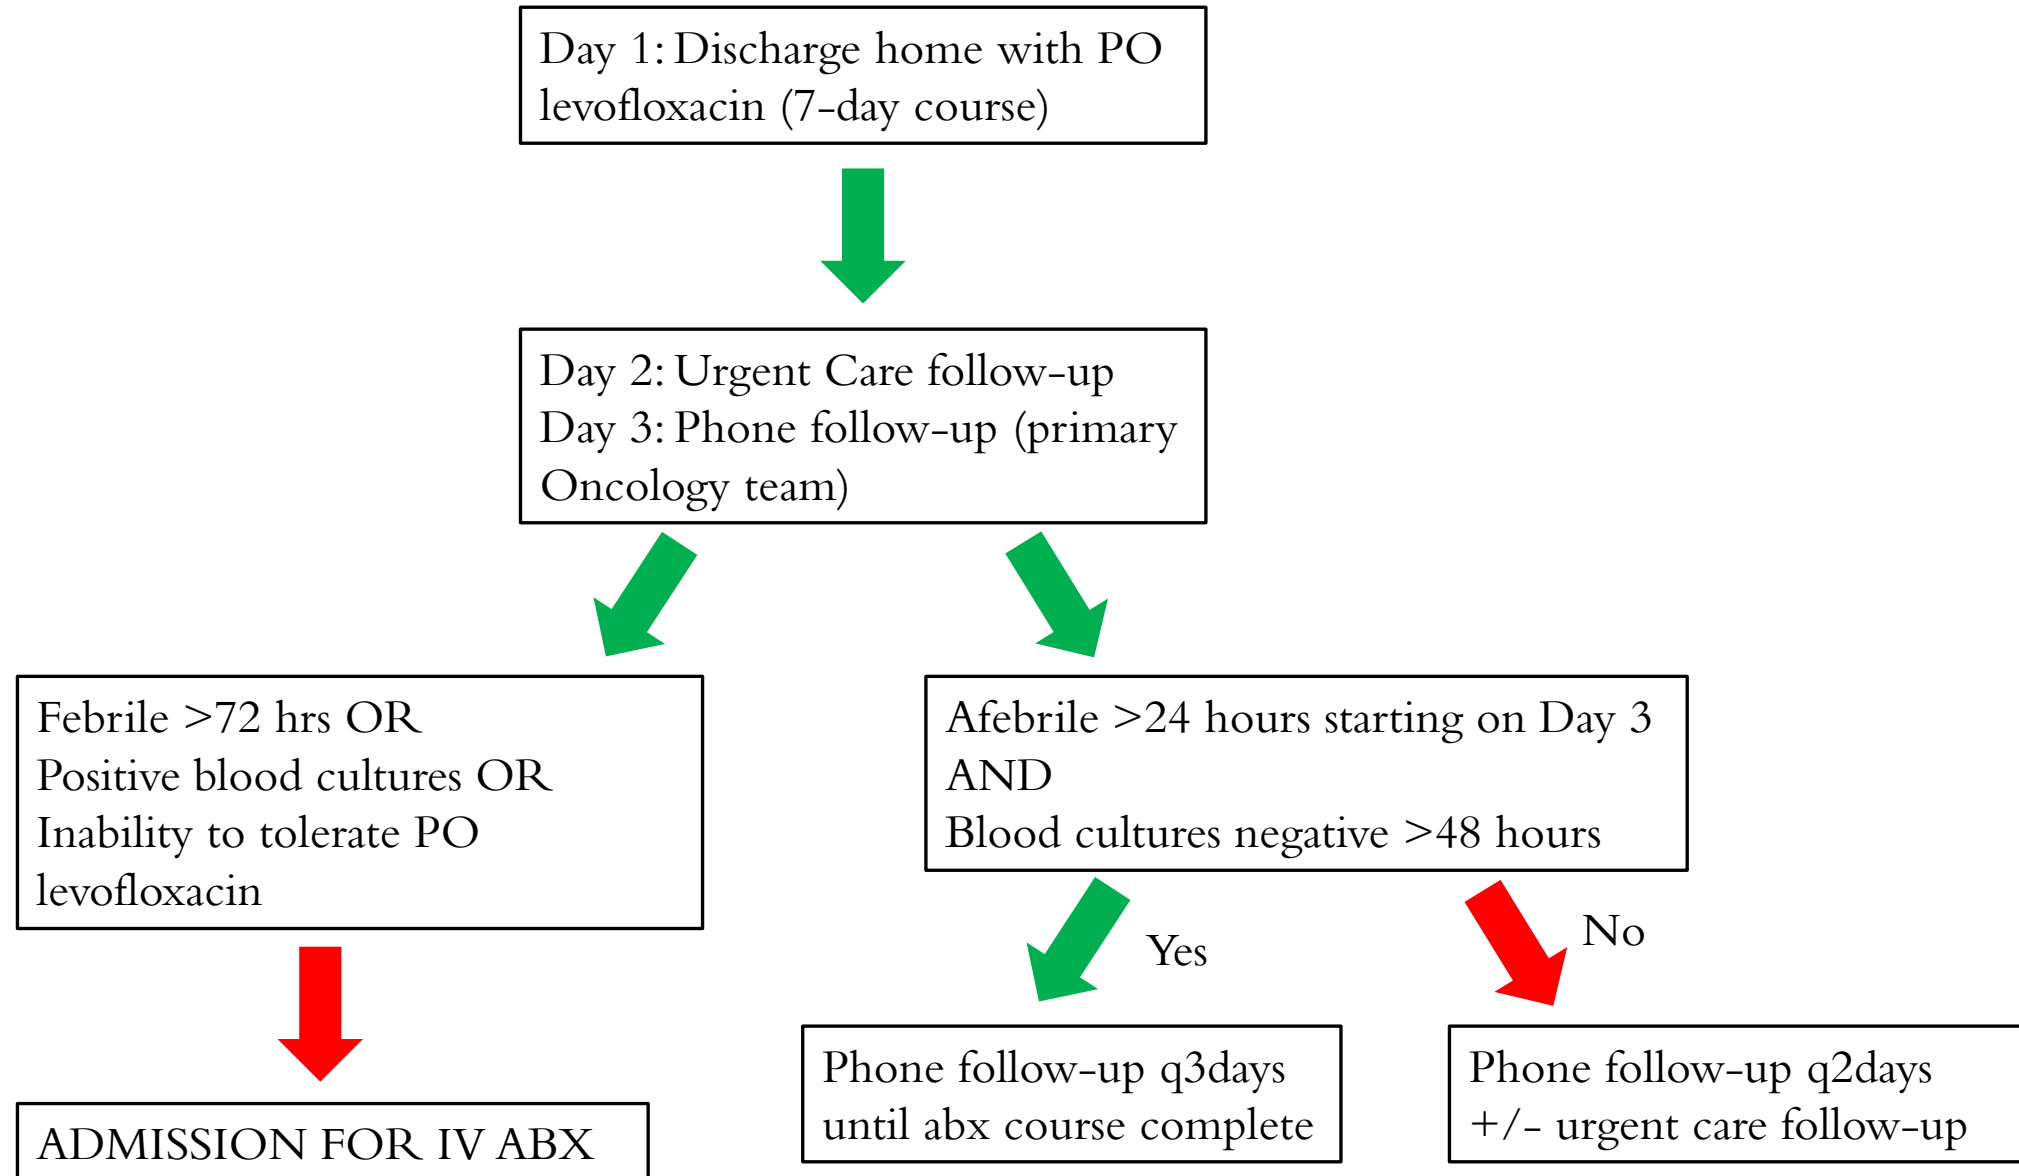 Day 1: Discharge home with PO
levofloxacin (7-day course)
Day 2: Urgent Care follow-up
Day 3: Phone follow-up (primary
Oncology team)
Febrile >72 hrs OR
Positive blood cultures OR
Inability to tolerate PO
levofloxacin
Afebrile >24 hours starting on Day 3
AND
Blood cultures negative >48 hours
Yes
No
ADMISSION FOR IV ABX
Phone follow-up q3days
until abx course complete
Phone follow-up q2days
+/- urgent care follow-up